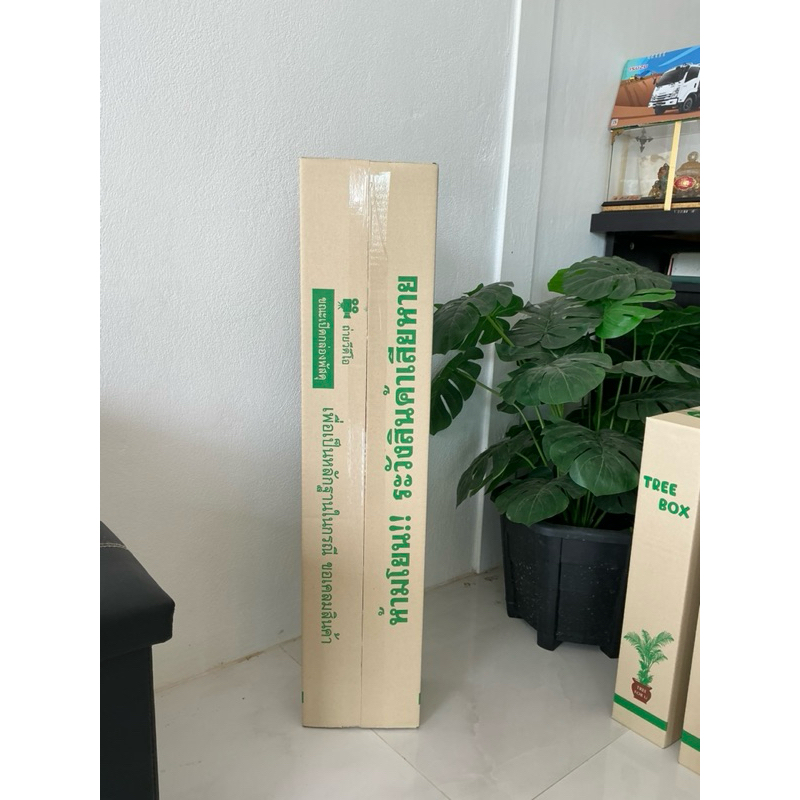 ถ่ายวีดีโอ
ขณะเปิดกล่องพัสดุ
เพื่อเป็นหลักฐานในกรณี ขอเคลมสินค้า
ห้ามโยน!! ระวังสินค้าเสียหาย
TREE
BOX
ISUZU